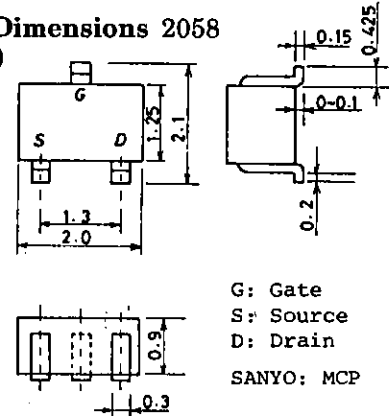 Dimensions 2058
)
G
S D
1.25
2.1
1.3
2.0
0.15
0.425
0~0.1
0.2
0.9
0.3
G: Gate
S: Source
D: Drain
SANYO: MCP